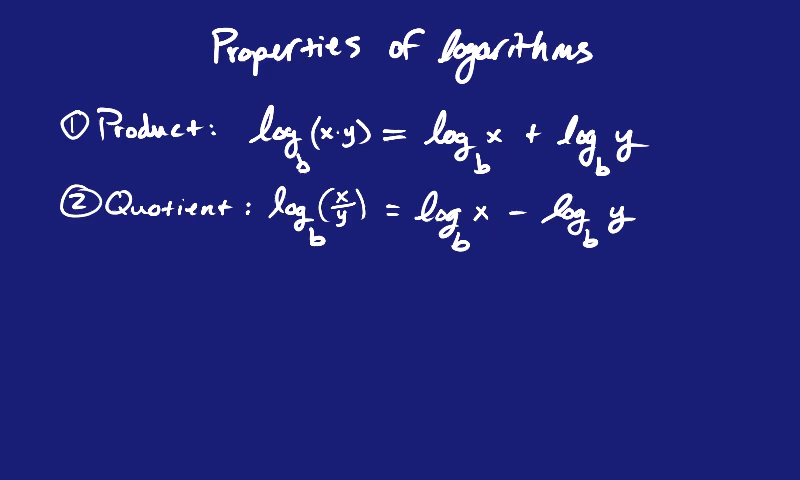 Properties of logarithms
① Product: log_b (x·y) = log_b x + log_b y
② Quotient: log_b (x/y) = log_b x − log_b y